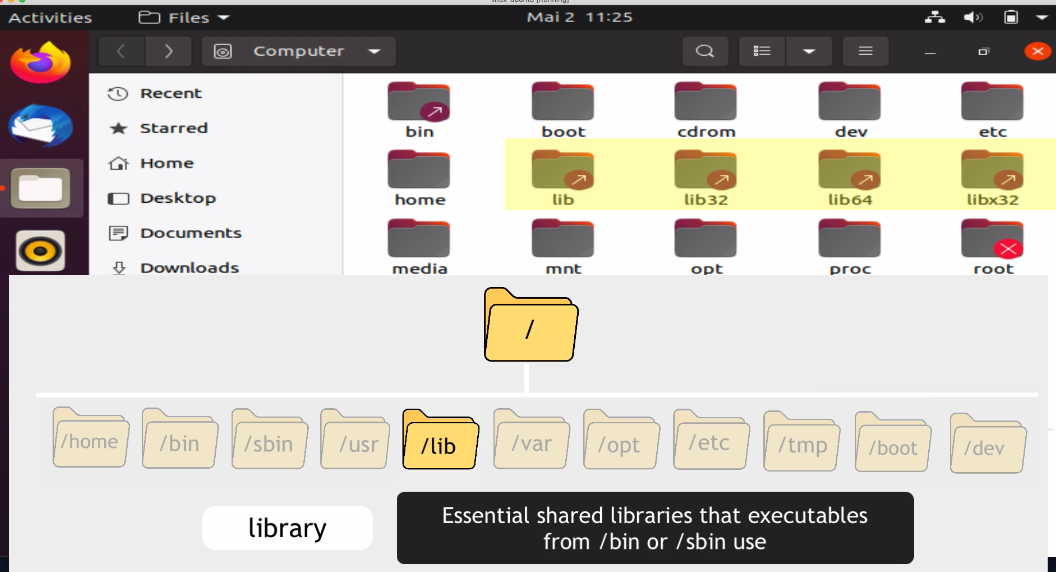 Activities Files Mai 2 11:25
Computer
Recent
Starred
Home
Desktop
Documents
Downloads
bin boot cdrom dev etc
home lib lib32 lib64 libx32
media mnt opt proc root
/
/home /bin /sbin /usr /lib /var /opt /etc /tmp /boot /dev
library
Essential shared libraries that executables
from /bin or /sbin use